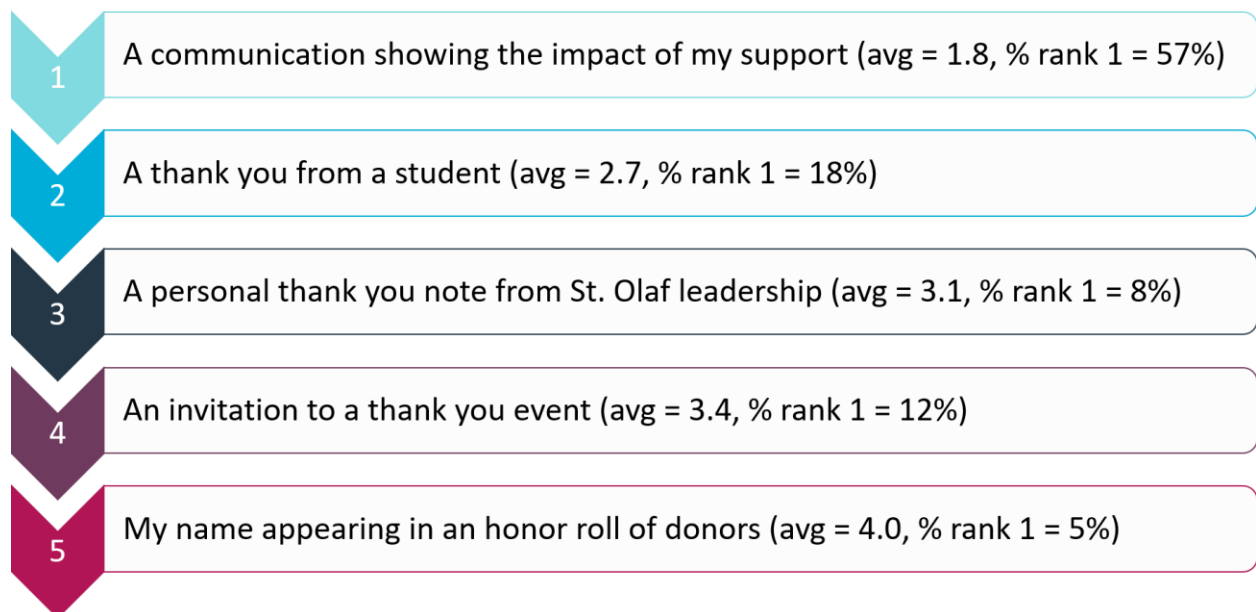 1
A communication showing the impact of my support (avg = 1.8, % rank 1 = 57%)
2
A thank you from a student (avg = 2.7, % rank 1 = 18%)
3
A personal thank you note from St. Olaf leadership (avg = 3.1, % rank 1 = 8%)
4
An invitation to a thank you event (avg = 3.4, % rank 1 = 12%)
5
My name appearing in an honor roll of donors (avg = 4.0, % rank 1 = 5%)